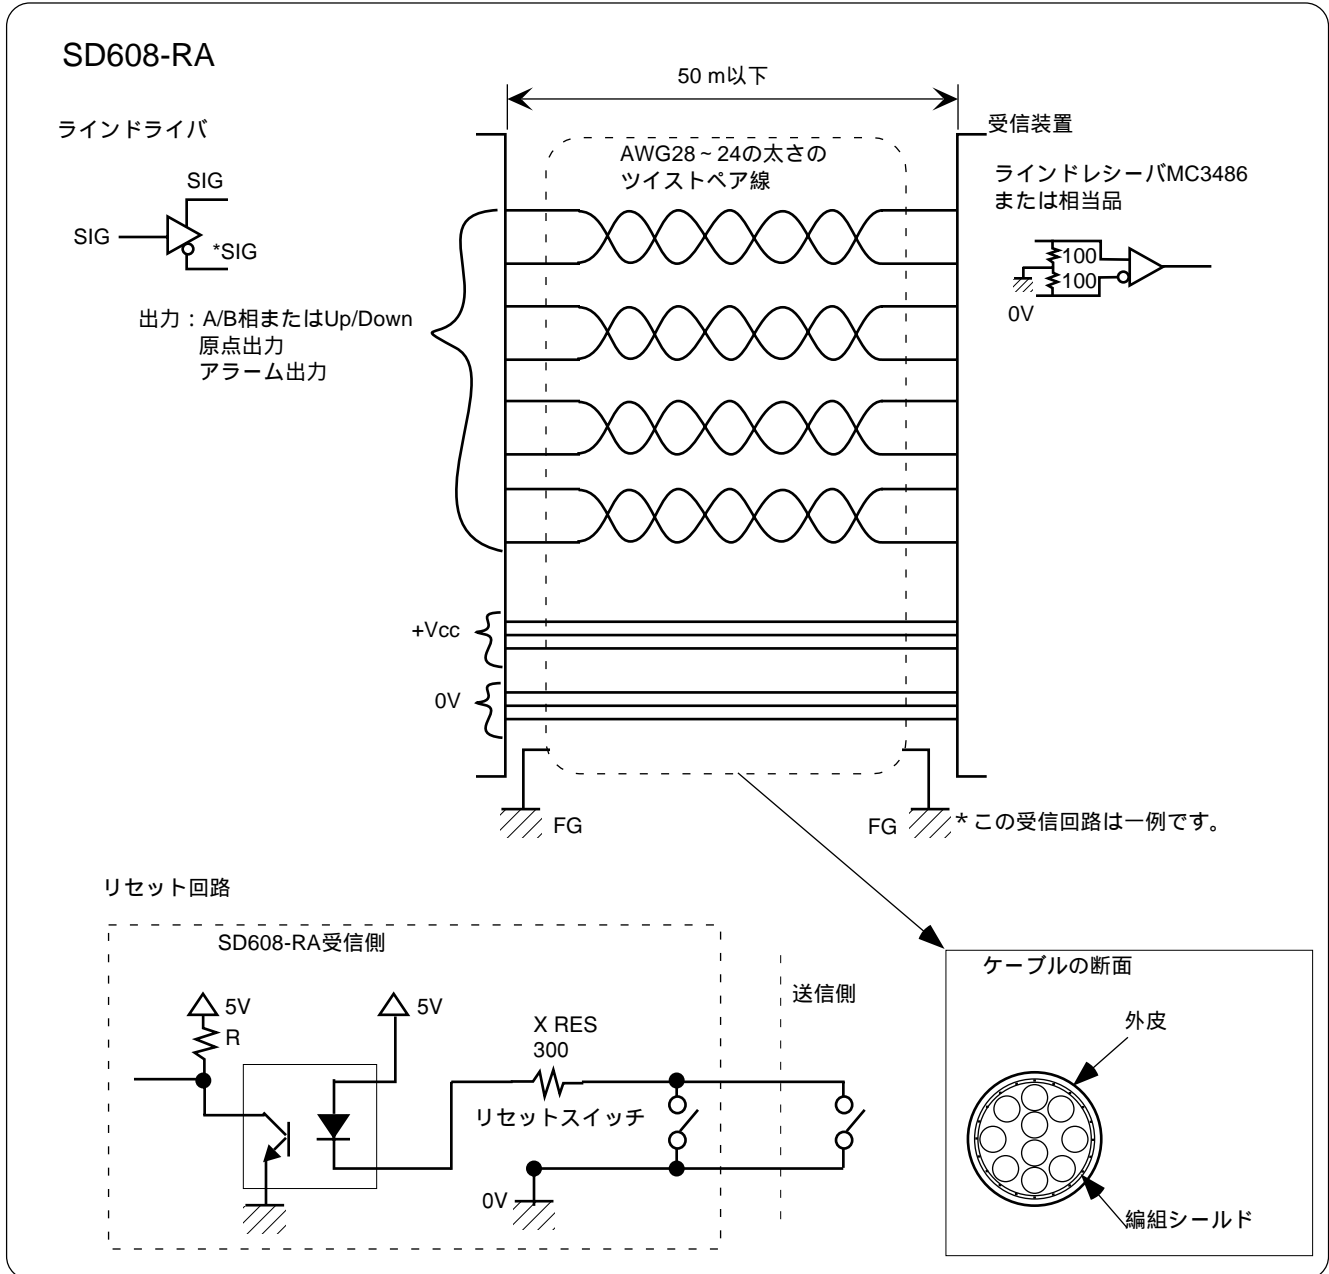 SD608-RA
50 m以下
ラインドライバ
受信装置
AWG28~24の太さの
ツイストペア線
ラインドレシーバMC3486
または相当品
SIG
SIG
*SIG
100
100
0V
出力:A/B相またはUp/Down
原点出力
アラーム出力
+Vcc
0V
FG
FG
*この受信回路は一例です。
リセット回路
SD608-RA受信側
5V
R
5V
X RES
300
リセットスイッチ
0V
送信側
ケーブルの断面
外皮
編組シールド